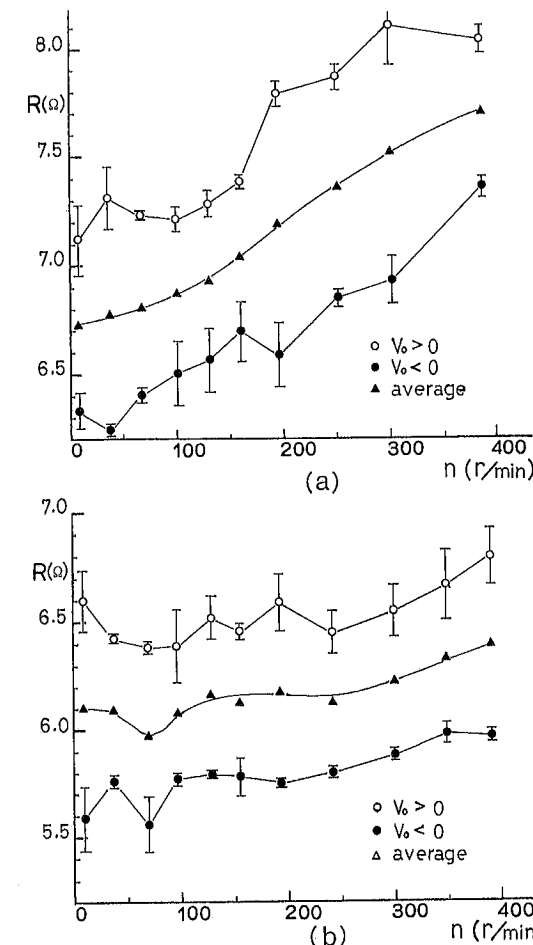 8.0
R(Ω)
7.5
7.0
6.5
○ V₀ > 0
● V₀ < 0
▲ average
0 100 200 300 400
(a) n (r/min)
7.0
R(Ω)
6.5
6.0
5.5
○ V₀ > 0
● V₀ < 0
△ average
0 100 200 300 400
(b) n (r/min)